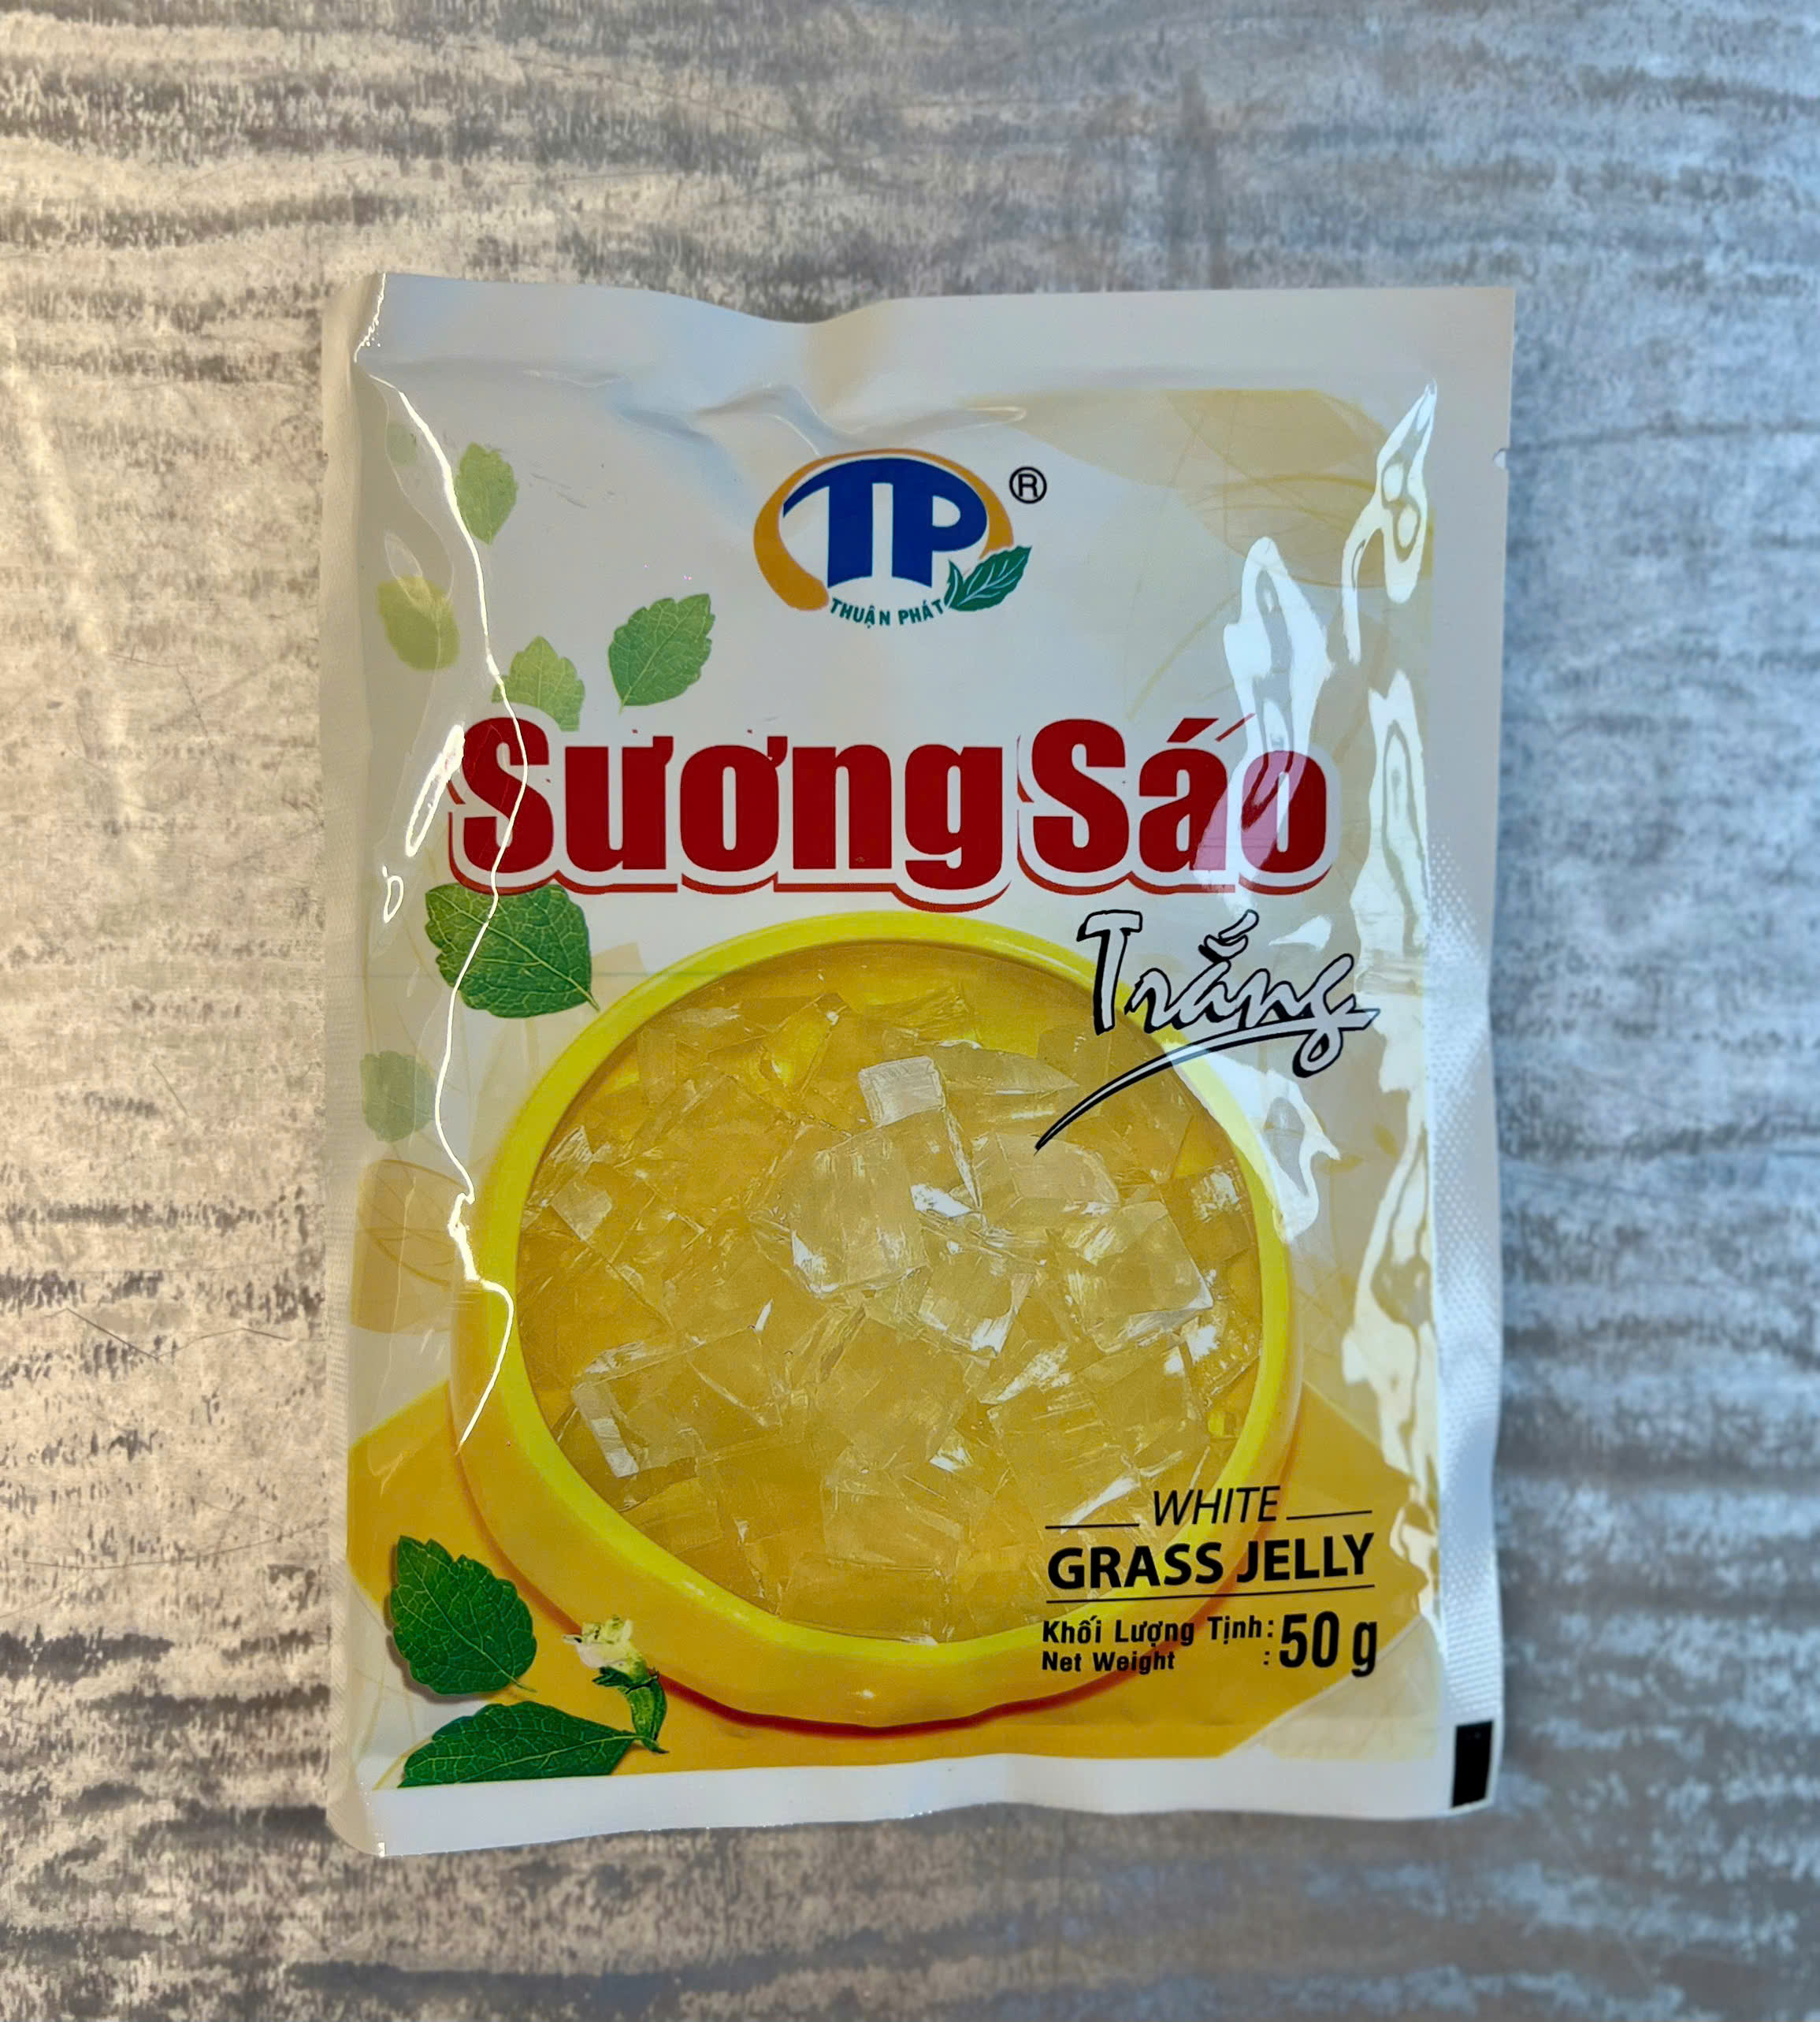 TP ®
THUẬN PHÁT
Sương Sáo
Trắng
WHITE
GRASS JELLY
Khối Lượng Tịnh: 50 g
Net Weight :